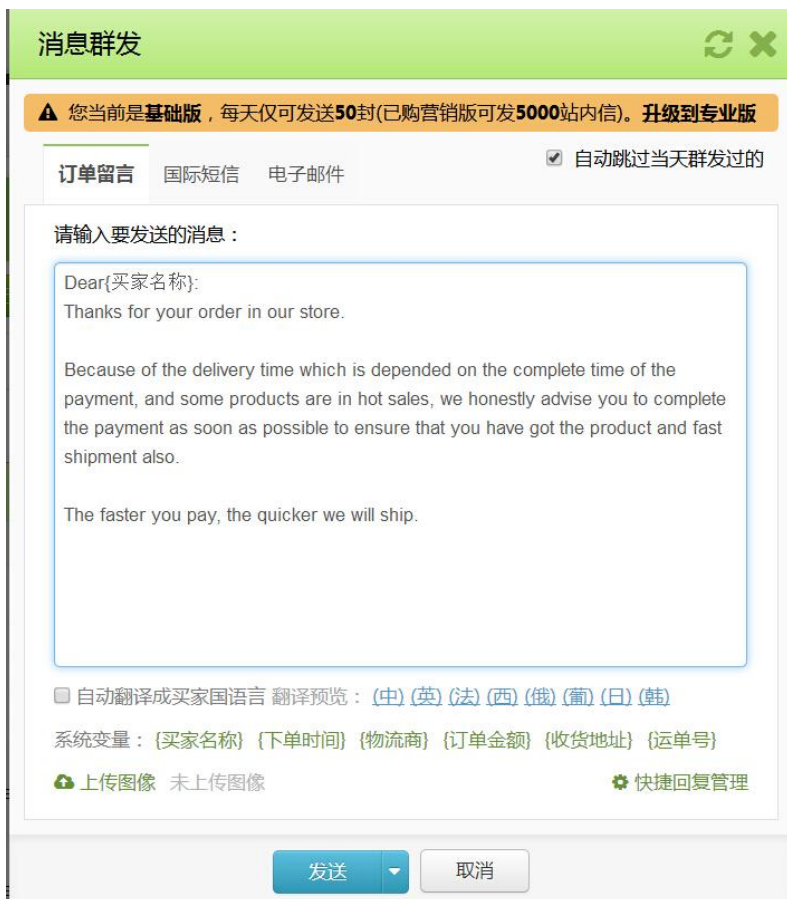 消息群发
您当前是基础版，每天仅可发送50封(已购营销版可发5000站内信)。升级到专业版
订单留言 国际短信 电子邮件 自动跳过当天群发过的
请输入要发送的消息：
Dear{买家名称}:
Thanks for your order in our store.
Because of the delivery time which is depended on the complete time of the
payment, and some products are in hot sales, we honestly advise you to complete
the payment as soon as possible to ensure that you have got the product and fast
shipment also.
The faster you pay, the quicker we will ship.
自动翻译成买家国语言 翻译预览：(中) (英) (法) (西) (俄) (葡) (日) (韩)
系统变量：{买家名称} {下单时间} {物流商} {订单金额} {收货地址} {运单号}
上传图像 未上传图像 快捷回复管理
发送 取消